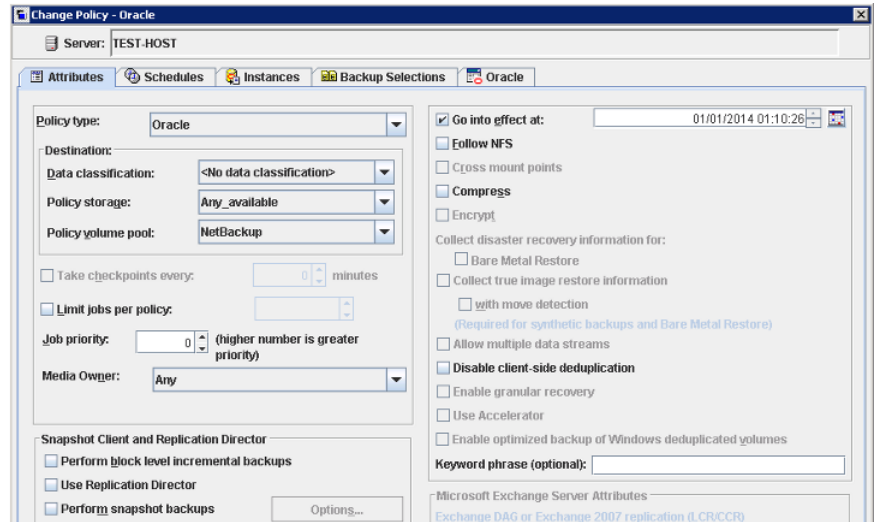 Change Policy - Oracle
Server: TEST-HOST
Attributes Schedules Instances Backup Selections Oracle
Policy type: Oracle
Destination:
Data classification: <No data classification>
Policy storage: Any_available
Policy volume pool: NetBackup
Take checkpoints every: 0 minutes
Limit jobs per policy:
Job priority: 0 (higher number is greater
priority)
Media Owner: Any
Snapshot Client and Replication Director
Perform block level incremental backups
Use Replication Director
Perform snapshot backups Options...
Go into effect at: 01/01/2014 01:10:26
Follow NFS
Cross mount points
Compress
Encrypt
Collect disaster recovery information for:
Bare Metal Restore
Collect true image restore information
with move detection
(Required for synthetic backups and Bare Metal Restore)
Allow multiple data streams
Disable client-side deduplication
Enable granular recovery
Use Accelerator
Enable optimized backup of Windows deduplicated volumes
Keyword phrase (optional):
Microsoft Exchange Server Attributes
Exchange DAG or Exchange 2007 replication (LCR/CCR)